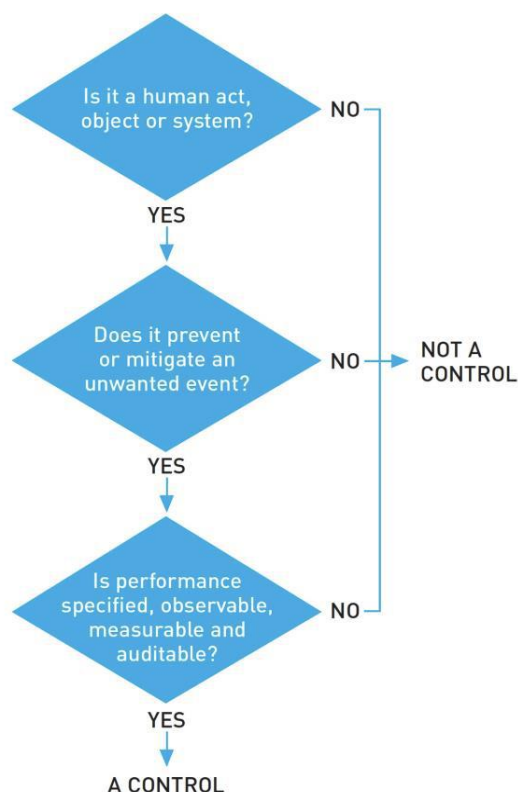 Is it a human act,
object or system?
NO
YES
Does it prevent
or mitigate an
unwanted event?
NO
NOT A
CONTROL
YES
Is performance
specified, observable,
measurable and
auditable?
NO
YES
A CONTROL